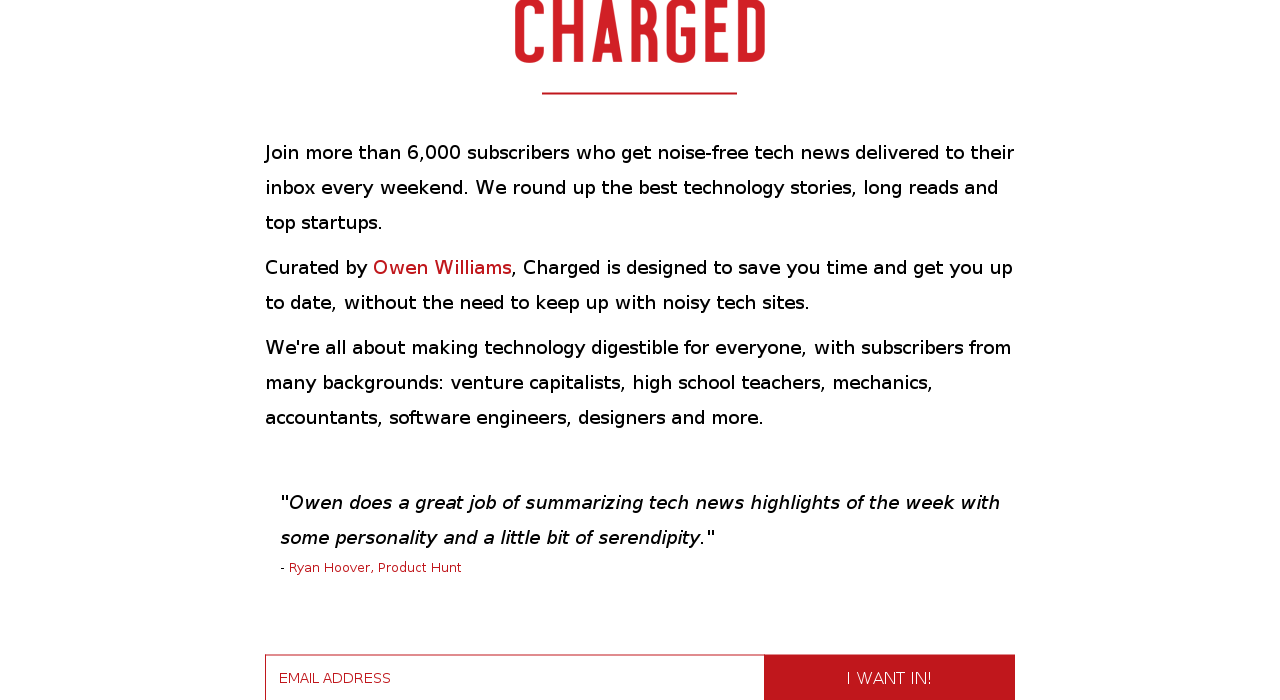 CHARGED
Join more than 6,000 subscribers who get noise-free tech news delivered to their
inbox every weekend. We round up the best technology stories, long reads and
top startups.
Curated by Owen Williams, Charged is designed to save you time and get you up
to date, without the need to keep up with noisy tech sites.
We're all about making technology digestible for everyone, with subscribers from
many backgrounds: venture capitalists, high school teachers, mechanics,
accountants, software engineers, designers and more.
"Owen does a great job of summarizing tech news highlights of the week with
some personality and a little bit of serendipity."
- Ryan Hoover, Product Hunt
EMAIL ADDRESS
I WANT IN!